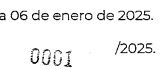 a 06 de enero de 2025.
0001 /2025.